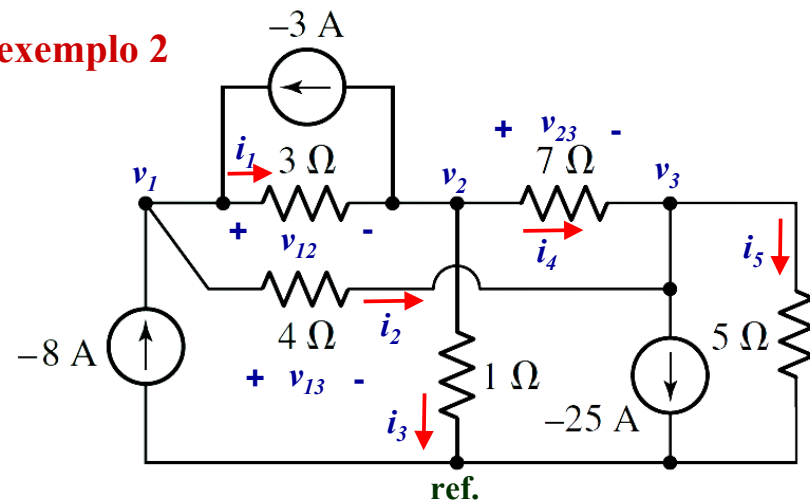 exemplo 2
–3 A
i1
3 Ω
+ v23 -
7 Ω
v1
v2
v3
+ v12 -
i4
i5
i2
–8 A
4 Ω
5 Ω
+ v13 -
1 Ω
i3
–25 A
ref.